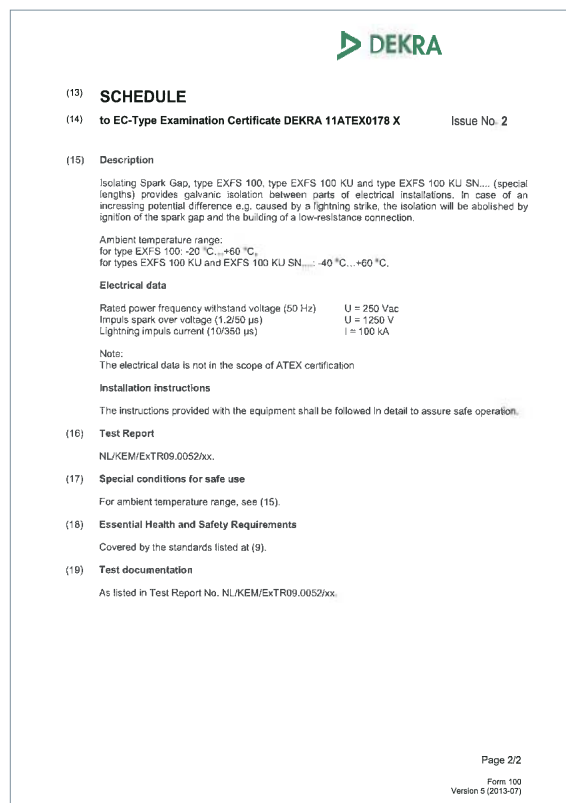 DEKRA
(13) SCHEDULE
(14) to EC-Type Examination Certificate DEKRA 11ATEX0178 X Issue No. 2
(15) Description
Isolating Spark Gap, type EXFS 100, type EXFS 100 KU and type EXFS 100 KU SN.... (special
lengths) provides galvanic isolation between parts of electrical installations. In case of an
increasing potential difference e.g. caused by a lightning strike, the isolation will be abolished by
ignition of the spark gap and the building of a low-resistance connection.
Ambient temperature range:
for type EXFS 100: -20 °C...+60 °C,
for types EXFS 100 KU and EXFS 100 KU SN....: -40 °C...+60 °C.
Electrical data
Rated power frequency withstand voltage (50 Hz) U = 250 Vac
Impuls spark over voltage (1.2/50 µs) U = 1250 V
Lightning impuls current (10/350 µs) I = 100 kA
Note:
The electrical data is not in the scope of ATEX certification
Installation instructions
The instructions provided with the equipment shall be followed in detail to assure safe operation.
(16) Test Report
NL/KEM/ExTR09.0052/xx.
(17) Special conditions for safe use
For ambient temperature range, see (15).
(18) Essential Health and Safety Requirements
Covered by the standards listed at (9).
(19) Test documentation
As listed in Test Report No. NL/KEM/ExTR09.0052/xx.
Page 2/2
Form 100
Version 5 (2013-07)